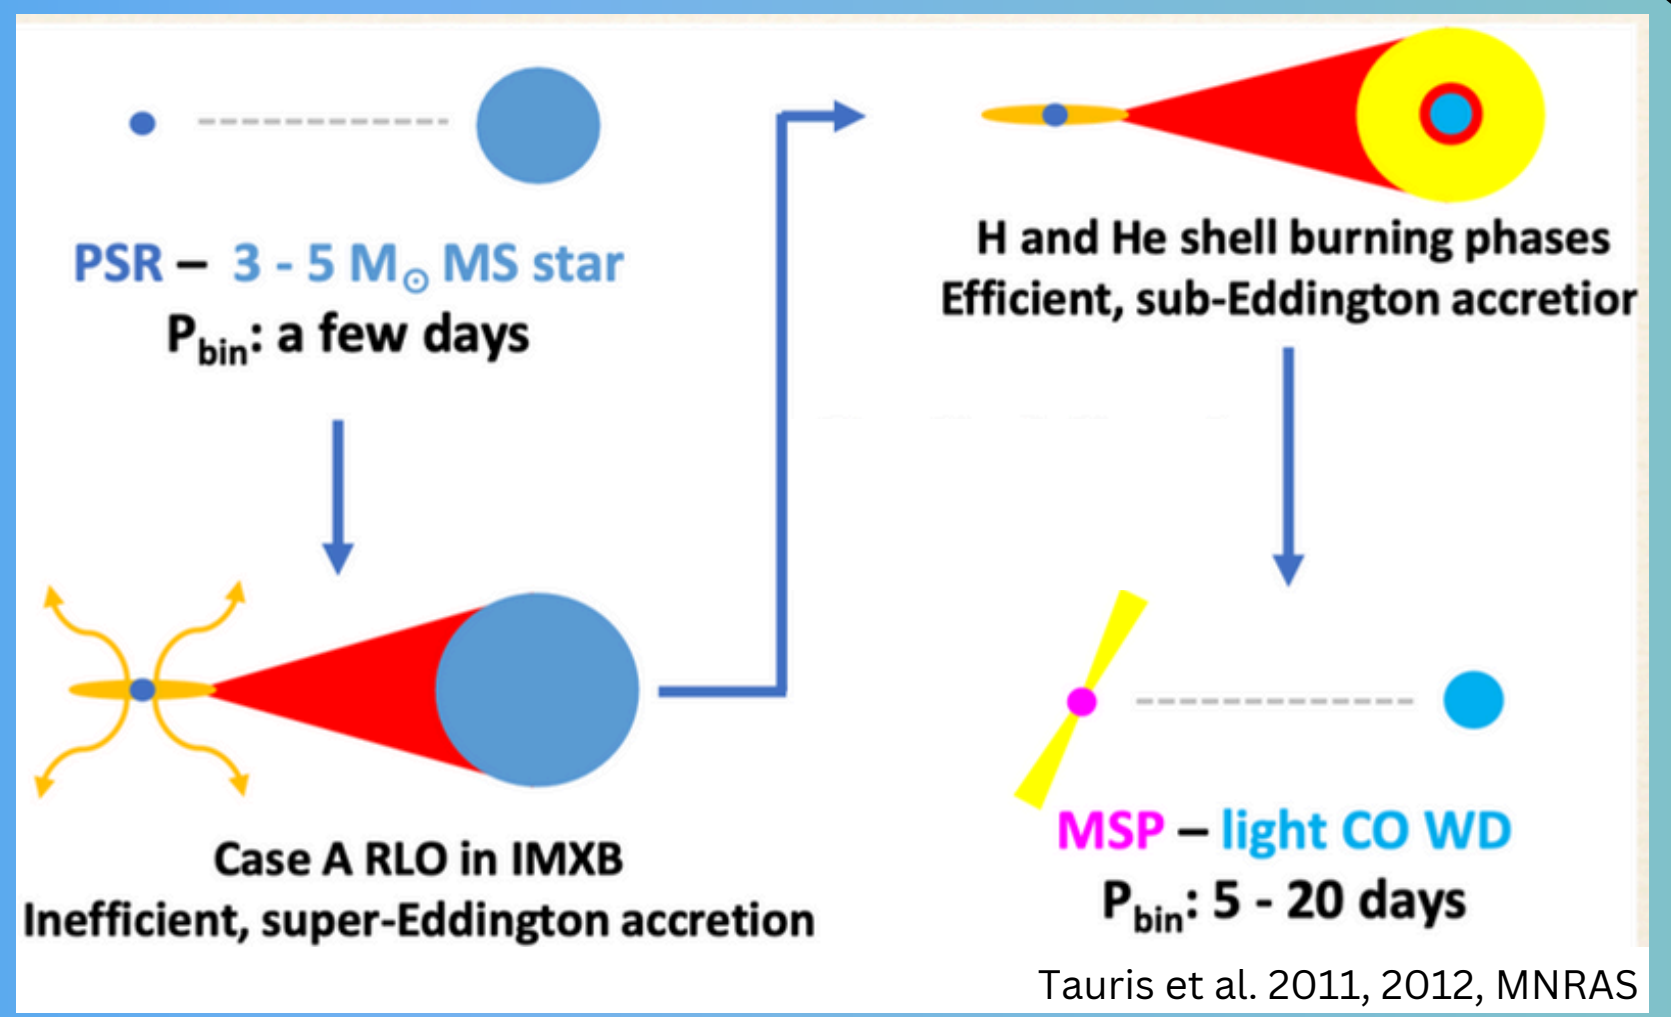 PSR – 3 - 5 M☉ MS star
Pbin: a few days
Case A RLO in IMXB
Inefficient, super-Eddington accretion
H and He shell burning phases
Efficient, sub-Eddington accretior
MSP – light CO WD
Pbin: 5 - 20 days
Tauris et al. 2011, 2012, MNRAS